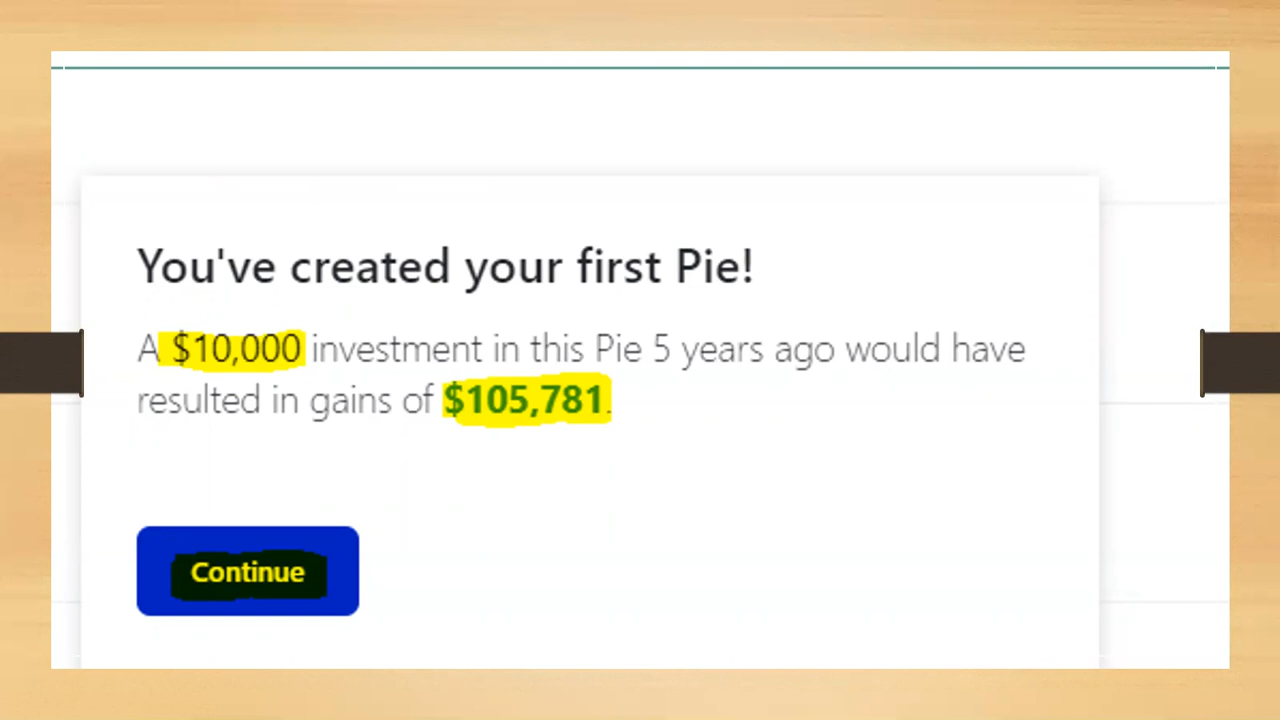 You've created your first Pie!
A $10,000 investment in this Pie 5 years ago would have
resulted in gains of $105,781.
Continue